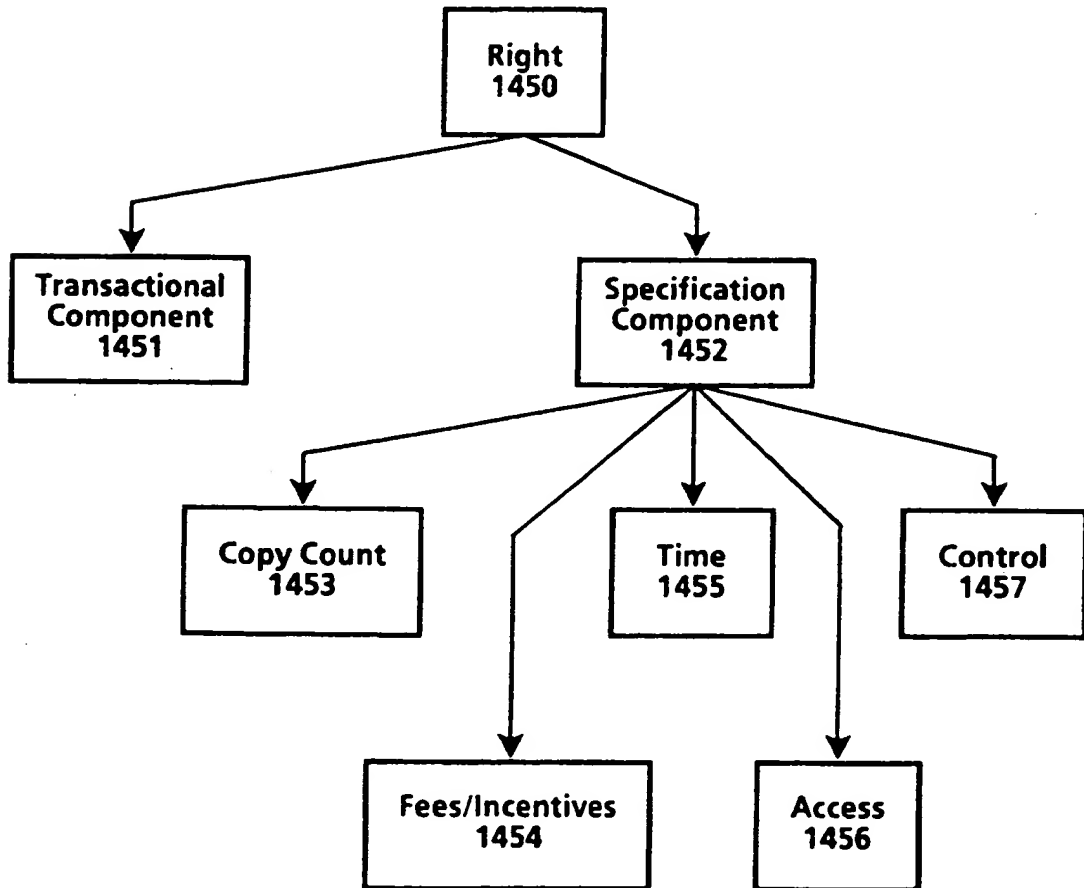 Right
1450
Transactional
Component
1451
Specification
Component
1452
Copy Count
1453
Time
1455
Control
1457
Fees/Incentives
1454
Access
1456